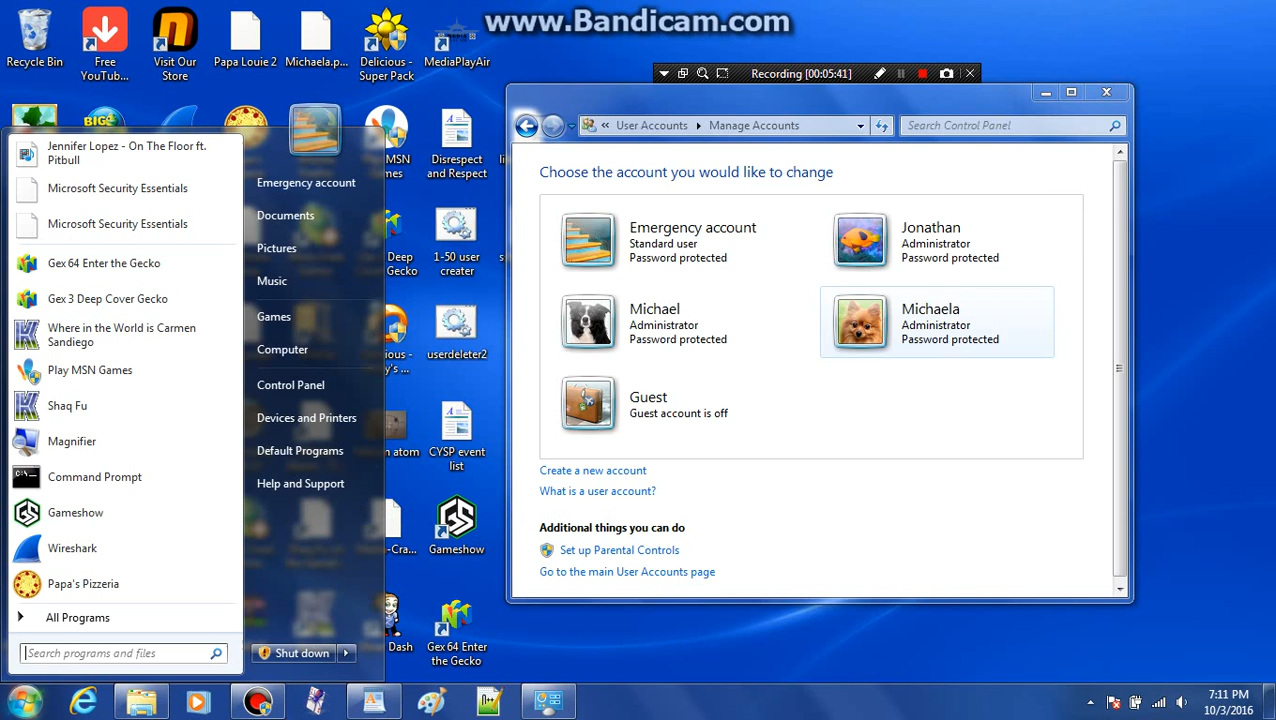 www.Bandicam.com
Recycle Bin
Free
YouTub...
Visit Our
Store
Papa Louie 2
Michaela.p...
Delicious -
Super Pack
MediaPlayAir
Recording [00:05:41]
User Accounts
Manage Accounts
Search Control Panel
Choose the account you would like to change
Emergency account
Standard user
Password protected
Jonathan
Administrator
Password protected
Michael
Administrator
Password protected
Michaela
Administrator
Password protected
Guest
Guest account is off
Create a new account
What is a user account?
Additional things you can do
Set up Parental Controls
Go to the main User Accounts page
BIG
MSN
Games
Disrespect
and Respect
Deep
Gecko
1-50 user
creater
userdeleter2
atom
CYSP event
list
Gameshow
Dash
Gex 64 Enter
the Gecko
Jennifer Lopez - On The Floor ft.
Pitbull
Microsoft Security Essentials
Microsoft Security Essentials
Gex 64 Enter the Gecko
Gex 3 Deep Cover Gecko
Where in the World is Carmen
Sandiego
Play MSN Games
Shaq Fu
Magnifier
Command Prompt
Gameshow
Wireshark
Papa's Pizzeria
All Programs
Search programs and files
Emergency account
Documents
Pictures
Music
Games
Computer
Control Panel
Devices and Printers
Default Programs
Help and Support
Shut down
7:11 PM
10/3/2016